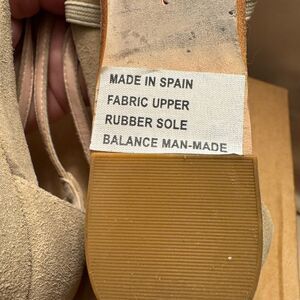 MADE IN SPAIN
FABRIC UPPER
RUBBER SOLE
BALANCE MAN-MADE